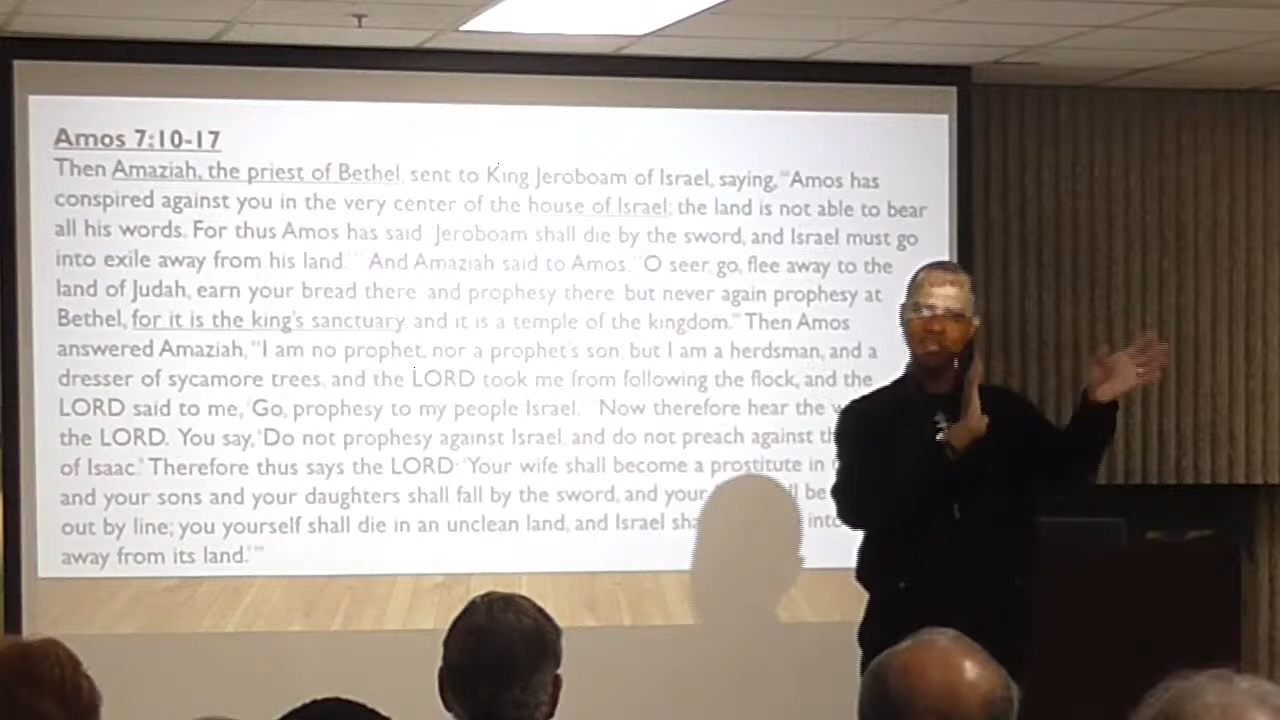 Amos 7:10-17
Then Amaziah, the priest of Bethel, sent to King Jeroboam of Israel, saying, "Amos has
conspired against you in the very center of the house of Israel; the land is not able to bear
all his words. For thus Amos has said Jeroboam shall die by the sword, and Israel must go
into exile away from his land.'" And Amaziah said to Amos, "O seer, go, flee away to the
land of Judah, earn your bread there and prophesy there but never again prophesy at
Bethel, for it is the king's sanctuary and it is a temple of the kingdom." Then Amos
answered Amaziah, "I am no prophet, nor a prophet's son; but I am a herdsman, and a
dresser of sycamore trees, and the LORD took me from following the flock, and the
LORD said to me, 'Go, prophesy to my people Israel.' Now therefore hear the
the LORD. You say, 'Do not prophesy against Israel and do not preach against
of Isaac.' Therefore thus says the LORD: 'Your wife shall become a prostitute in
and your sons and your daughters shall fall by the sword, and your be
out by line; you yourself shall die in an unclean land, and Israel into
away from its land.'"